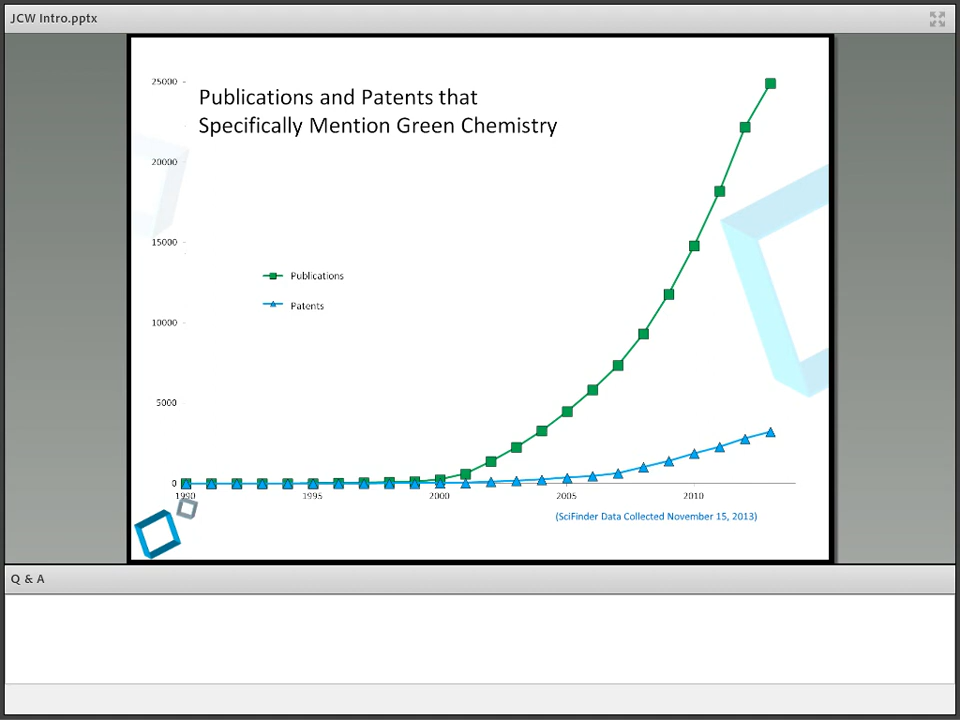 JCW Intro.pptx
25000
Publications and Patents that
Specifically Mention Green Chemistry
20000
15000
Publications
Patents
10000
5000
0
1990 1995 2000 2005 2010
(SciFinder Data Collected November 15, 2013)
Q & A